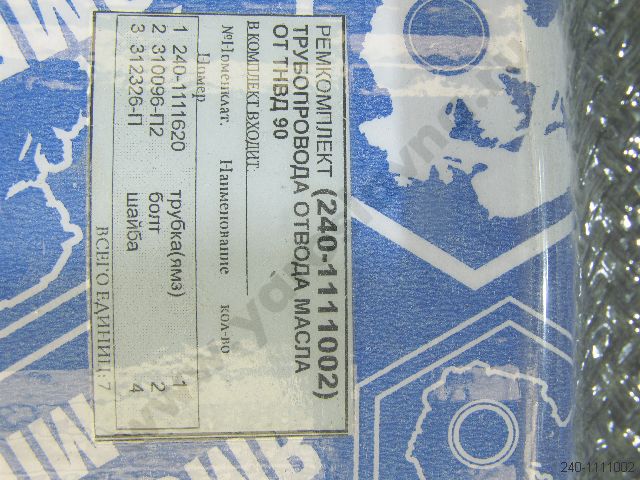 РЕМКОМПЛЕКТ (240-1111002)
ТРУБОПРОВОДА ОТВОДА МАСЛА
ОТ ТНВД 90
В КОМПЛЕКТ ВХОДИТ:
№Номенклат. Наименование кол-во
Номер
1 240-1111620 трубка(ямз) 1
2 310096-П2 болт 2
3 312326-П шайба 4
ВСЕГО ЕДИНИЦ: 7
240-1111002